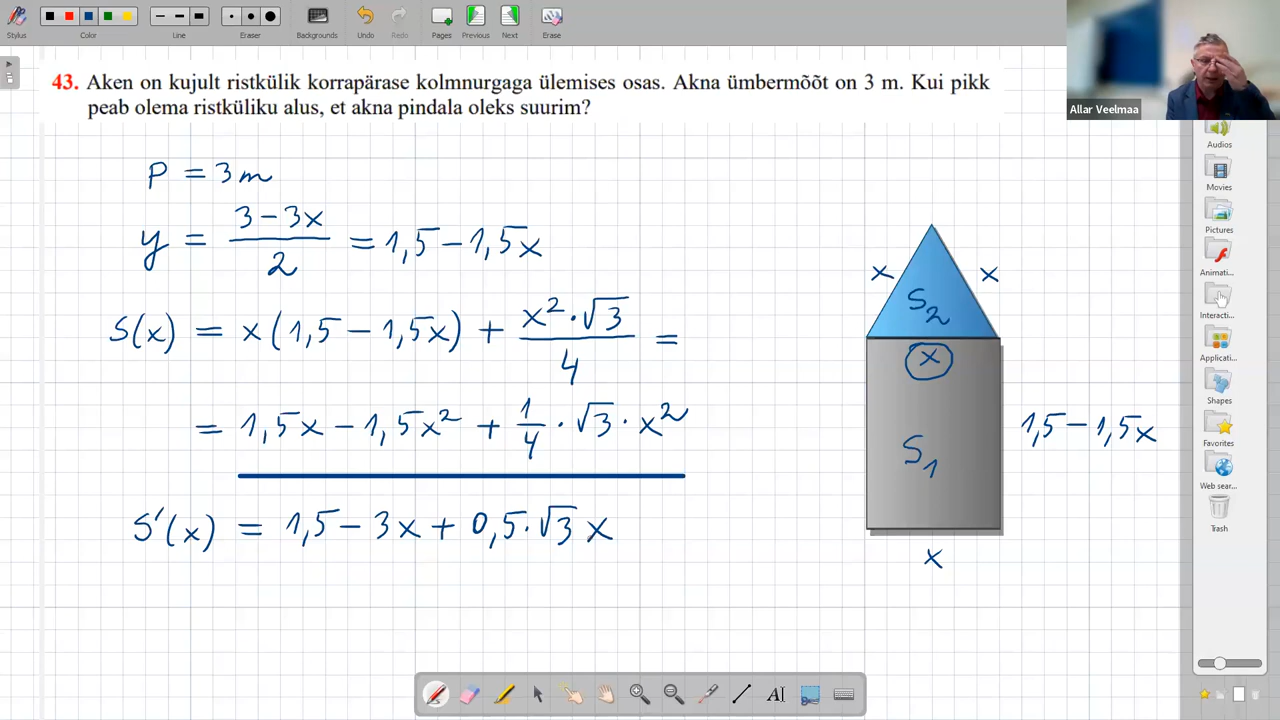 Stylus
Color
Line
Eraser
Backgrounds
Undo
Redo
Pages
Previous
Next
Erase
Allar Veelmaa
43. Aken on kujult ristkülik korrapärase kolmnurgaga ülemises osas. Akna ümbermõõt on 3 m. Kui pikk
peab olema ristküliku alus, et akna pindala oleks suurim?
P = 3m
y = (3 - 3x)/2 = 1,5 - 1,5x
S(x) = x(1,5 - 1,5x) + (x² · √3)/4 =
= 1,5x - 1,5x² + 1/4 · √3 · x²
S'(x) = 1,5 - 3x + 0,5 · √3 x
x
x
S₂
x
S₁
1,5 - 1,5x
x
Audios
Movies
Pictures
Animati...
Interacti...
Applicati...
Shapes
Favorites
Web sear...
Trash